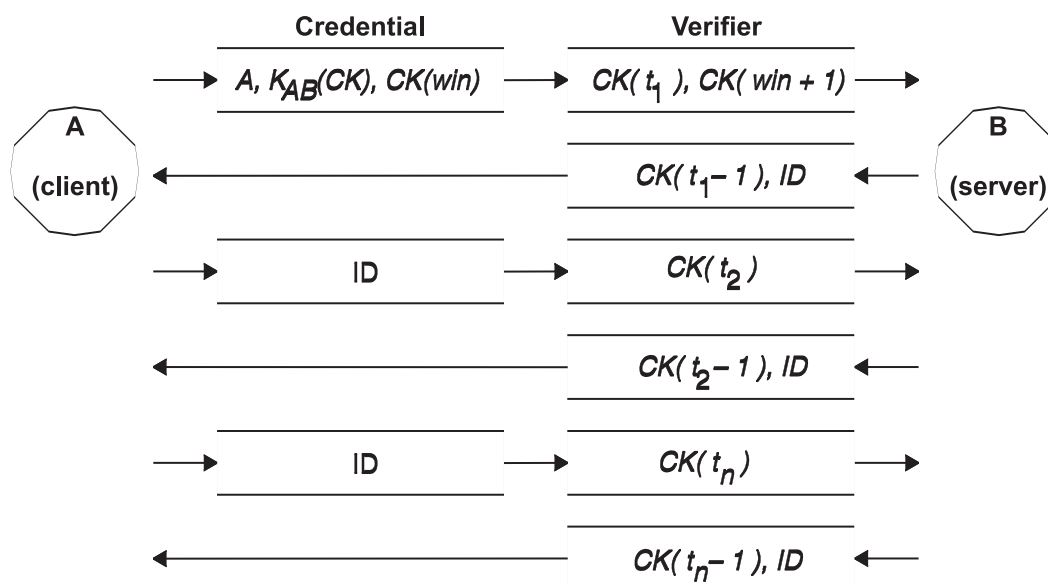 Credential Verifier
A, K_AB(CK), CK(win) CK( t_1 ), CK( win + 1)
A
(client)
B
(server)
CK( t_1 – 1 ), ID
ID CK( t_2 )
CK( t_2 – 1 ), ID
ID CK( t_n )
CK( t_n – 1 ), ID